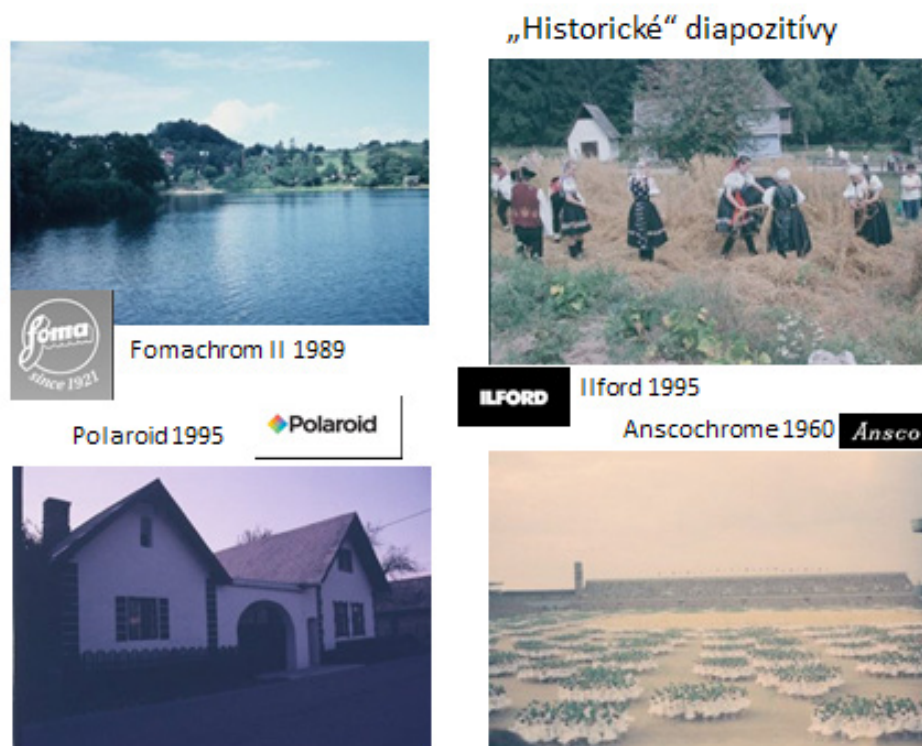 „Historické“ diapozitívy
foma
since 1921
Fomachrom II 1989
ILFORD
Ilford 1995
Polaroid 1995
Polaroid
Anscochrome 1960
Ansco